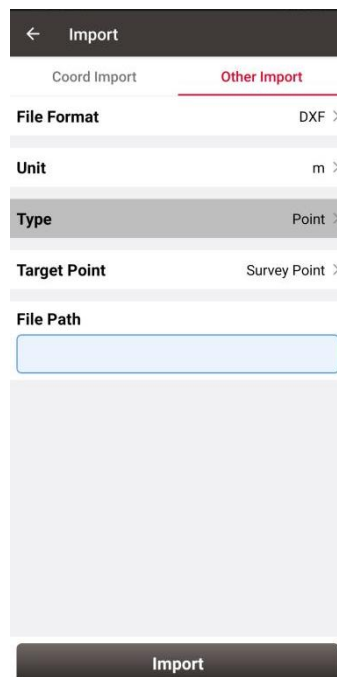 Import
Coord Import Other Import
File Format DXF
Unit m
Type Point
Target Point Survey Point
File Path
Import